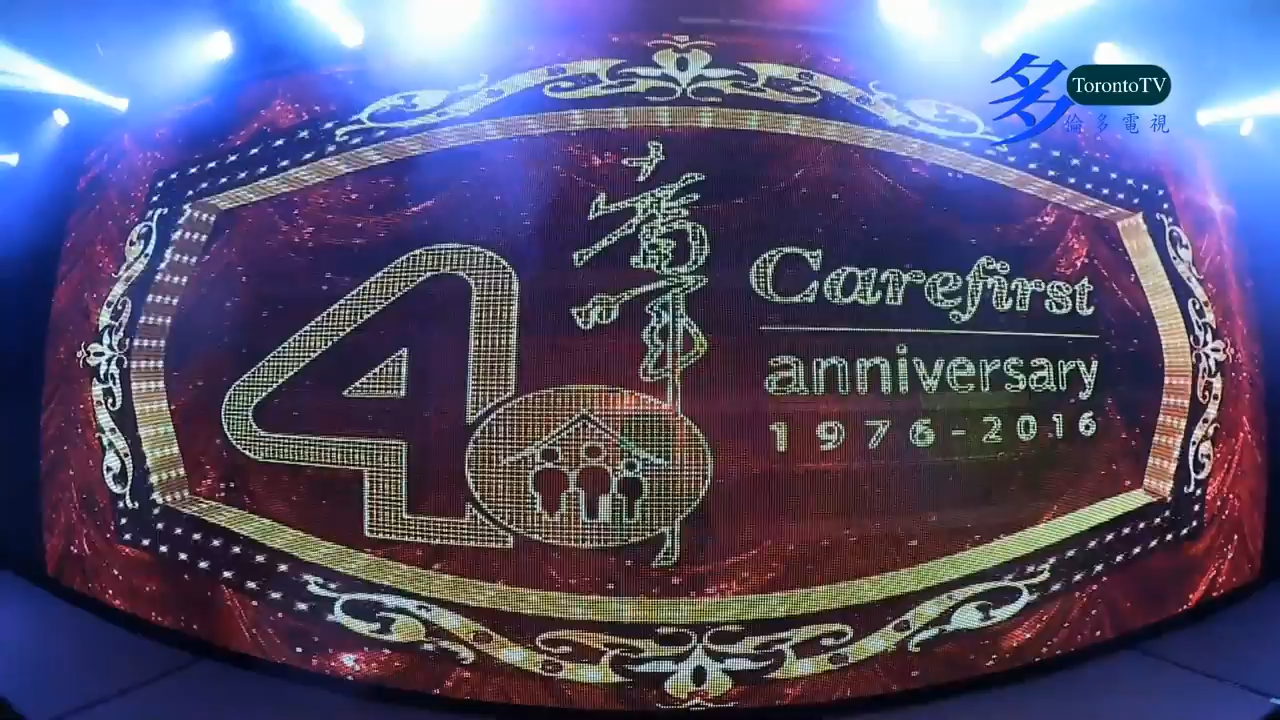 多 TorontoTV
倫多電視
40
Carefirst
anniversary
1976-2016